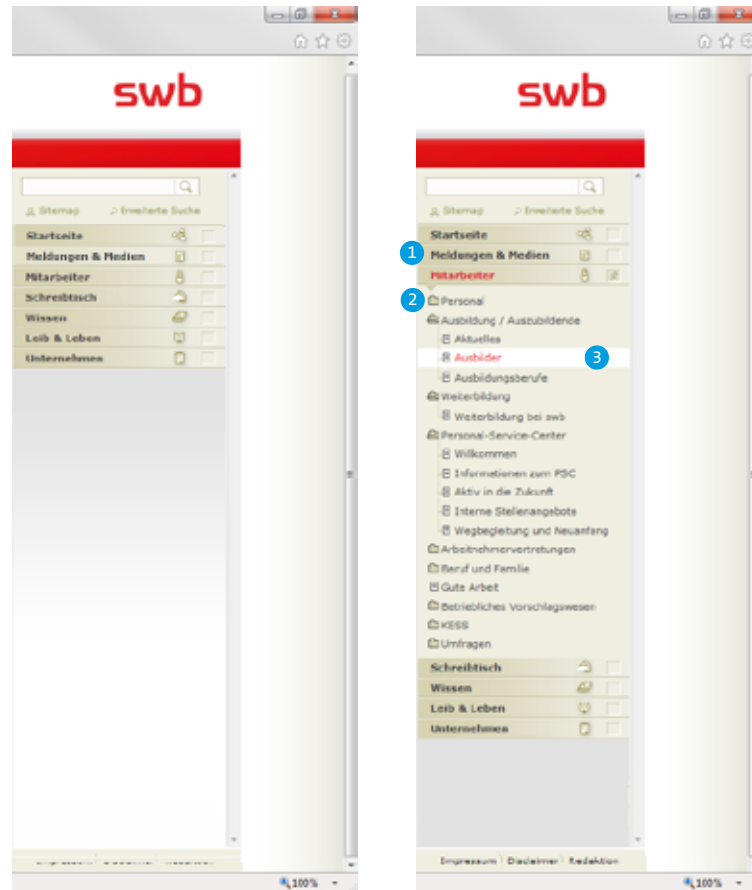 swb
Sitemap Erweiterte Suche
Startseite
Meldungen & Medien
Mitarbeiter
Schreibtisch
Wissen
Leib & Leben
Unternehmen
100%
swb
Sitemap Erweiterte Suche
Startseite
1 Meldungen & Medien
Mitarbeiter
2 Personal
Ausbildung / Auszubildende
Aktuelles
Ausbilder 3
Ausbildungsberufe
Weiterbildung
Weiterbildung bei swb
Personal-Service-Center
Willkommen
Informationen zum PSC
Aktiv in die Zukunft
Interne Stellenangebote
Wegbegleitung und Neuanfang
Arbeitnehmervertretungen
Beruf und Familie
Gute Arbeit
Betriebliches Vorschlagswesen
KESS
Umfragen
Schreibtisch
Wissen
Leib & Leben
Unternehmen
Impressum Disclaimer Redaktion
100%